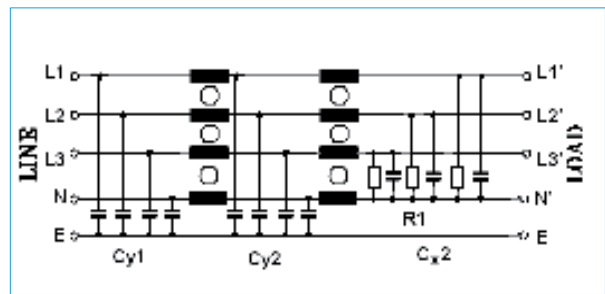 L1 L1'
L2 L2'
L3 L3'
N N'
E E
LINE
LOAD
R1
Cy1 Cy2 Cx2